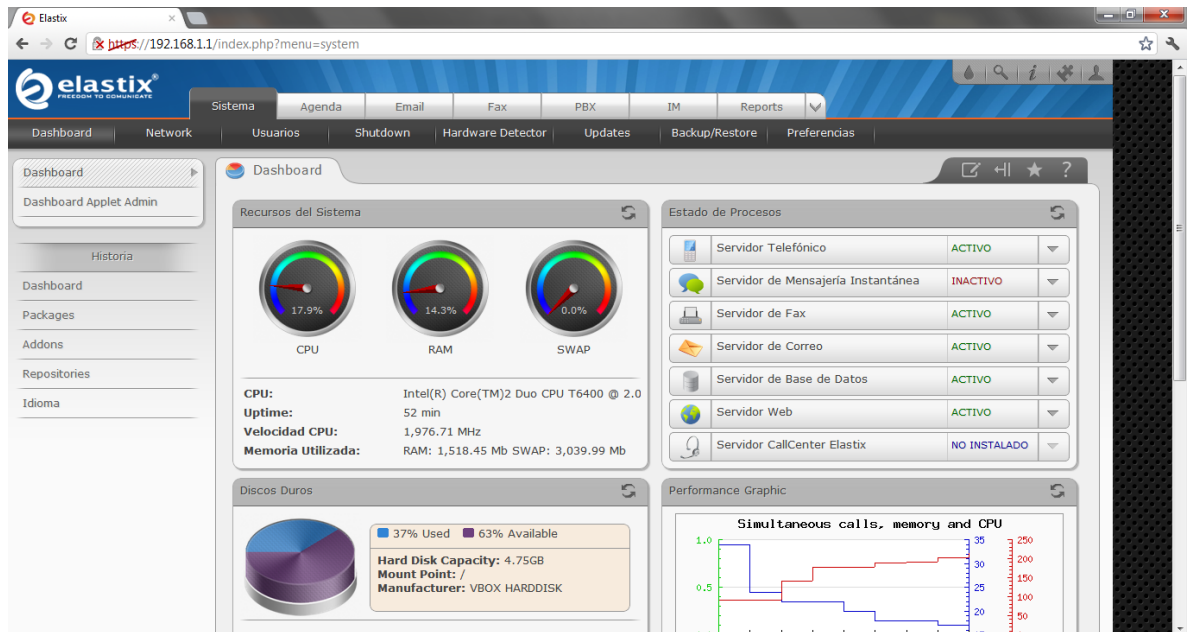 Elastix
https://192.168.1.1/index.php?menu=system
elastix®
FREEDOM TO COMUNICATE
Sistema Agenda Email Fax PBX IM Reports
Dashboard Network Usuarios Shutdown Hardware Detector Updates Backup/Restore Preferencias
Dashboard
Dashboard Applet Admin
Historia
Dashboard
Packages
Addons
Repositories
Idioma
Dashboard
Recursos del Sistema
17.9% 14.3% 0.0%
CPU RAM SWAP
CPU: Intel(R) Core(TM)2 Duo CPU T6400 @ 2.0
Uptime: 52 min
Velocidad CPU: 1,976.71 MHz
Memoria Utilizada: RAM: 1,518.45 Mb SWAP: 3,039.99 Mb
Estado de Procesos
Servidor Telefónico ACTIVO
Servidor de Mensajería Instantánea INACTIVO
Servidor de Fax ACTIVO
Servidor de Correo ACTIVO
Servidor de Base de Datos ACTIVO
Servidor Web ACTIVO
Servidor CallCenter Elastix NO INSTALADO
Discos Duros
37% Used 63% Available
Hard Disk Capacity: 4.75GB
Mount Point: /
Manufacturer: VBOX HARDDISK
Performance Graphic
Simultaneous calls, memory and CPU
1.0 35 250
30 200
150
0.5 25
100
20 50